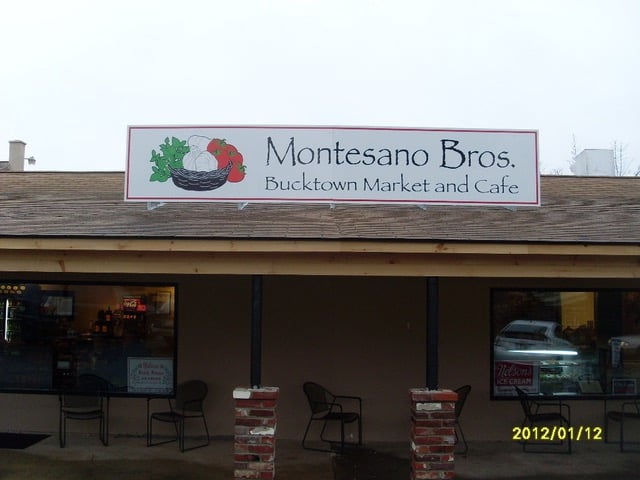 Montesano Bros.
Bucktown Market and Cafe
Nelson's
ICE CREAM
2012/01/12